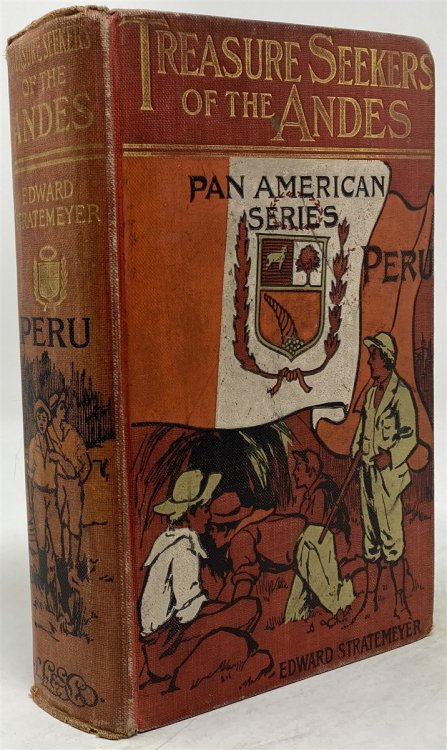 TREASURE SEEKERS
OF THE
ANDES
EDWARD
STRATEMEYER
PERU
TREASURE SEEKERS
OF THE ANDES
PAN AMERICAN
SERIES
PERU
EDWARD STRATEMEYER